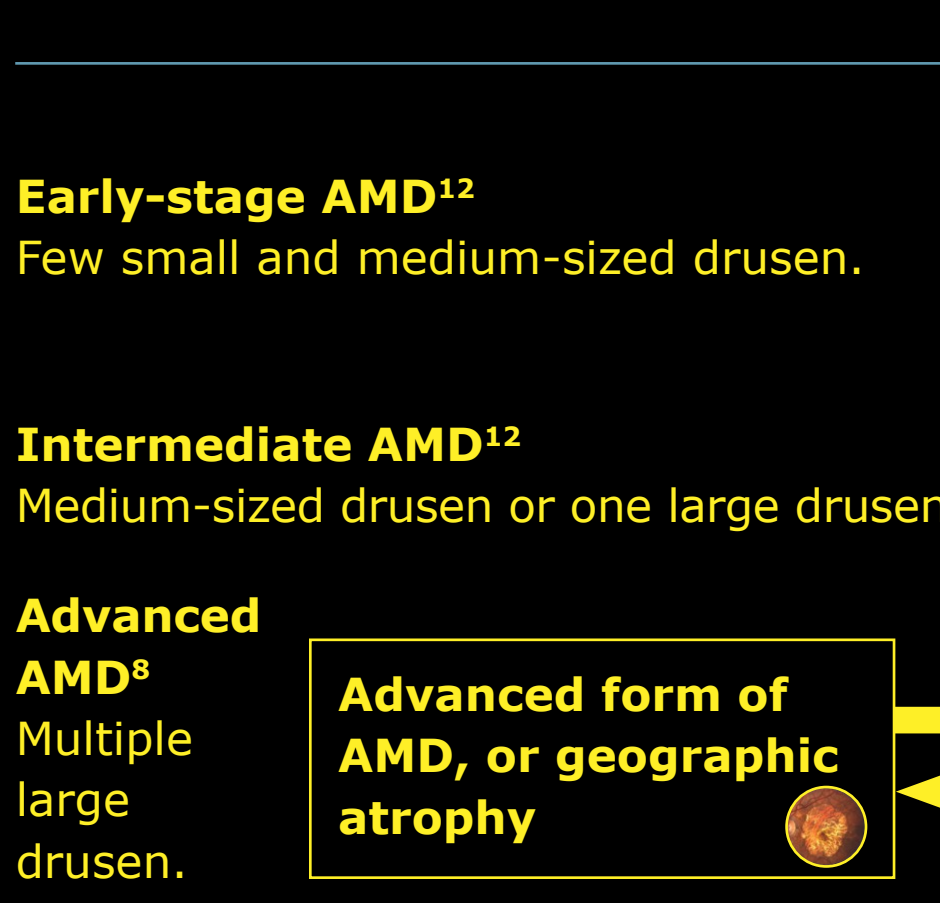 Early-stage AMD¹²
Few small and medium-sized drusen.
Intermediate AMD¹²
Medium-sized drusen or one large drusen
Advanced
AMD⁸
Multiple
large
drusen.
Advanced form of
AMD, or geographic
atrophy